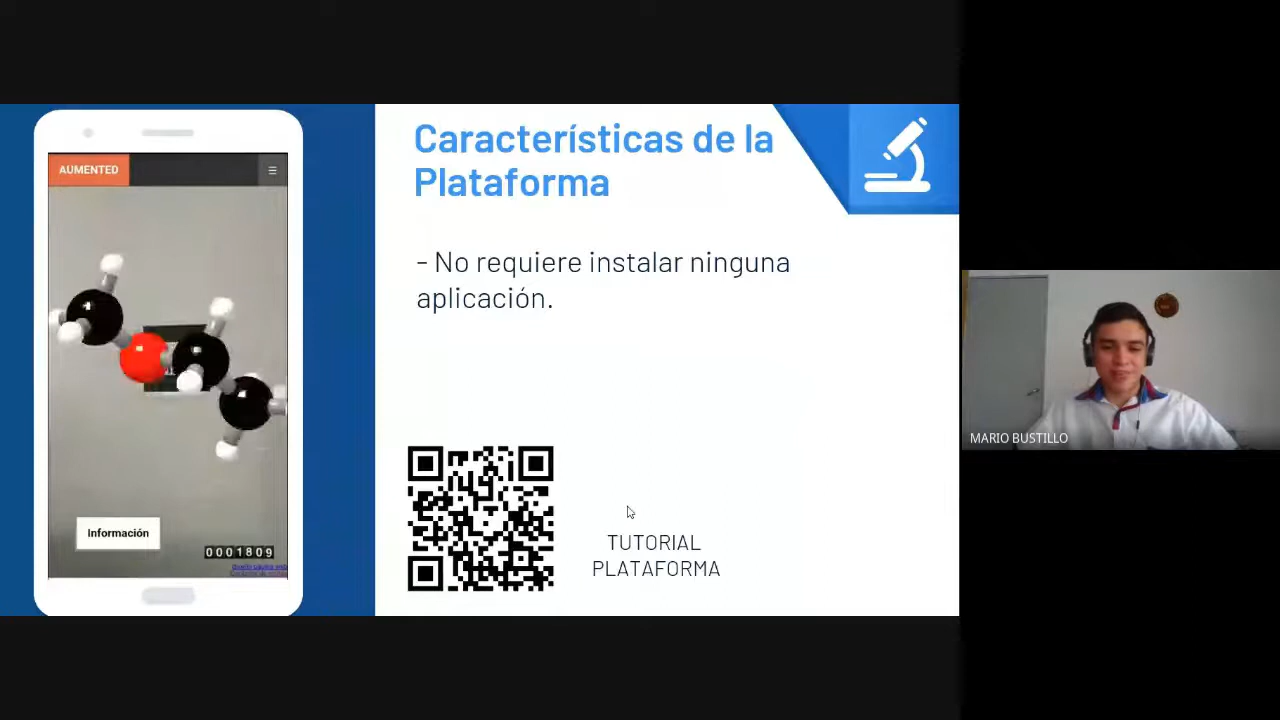 AUMENTED
Información
0001809
Características de la
Plataforma
- No requiere instalar ninguna
aplicación.
TUTORIAL
PLATAFORMA
MARIO BUSTILLO